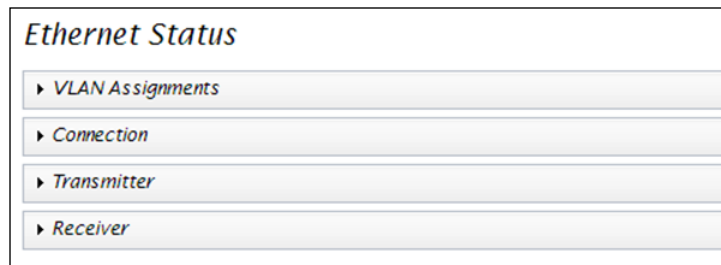 Ethernet Status
VLAN Assignments
Connection
Transmitter
Receiver